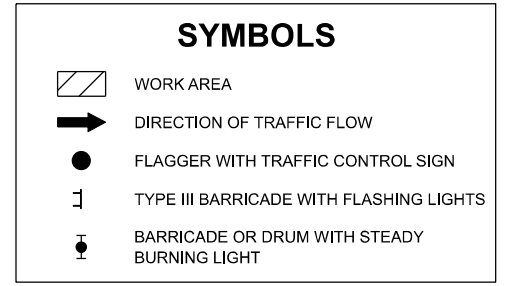 SYMBOLS
WORK AREA
DIRECTION OF TRAFFIC FLOW
FLAGGER WITH TRAFFIC CONTROL SIGN
TYPE III BARRICADE WITH FLASHING LIGHTS
BARRICADE OR DRUM WITH STEADY
BURNING LIGHT